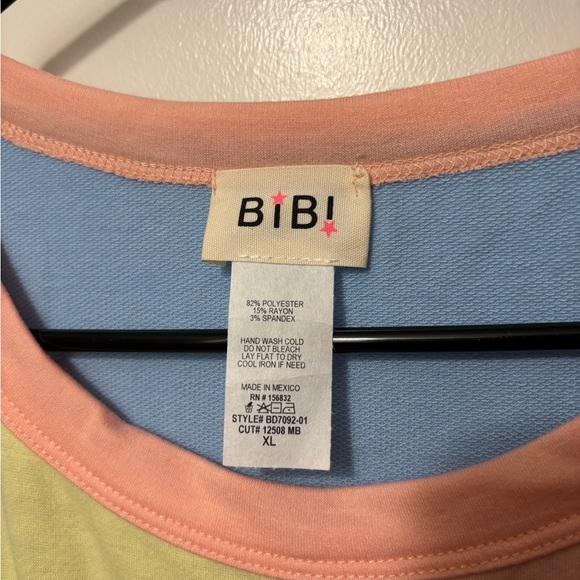 BiB!
82% POLYESTER
15% RAYON
3% SPANDEX
HAND WASH COLD
DO NOT BLEACH
LAY FLAT TO DRY
COOL IRON IF NEED
MADE IN MEXICO
RN # 156832
STYLE# BD7092-01
CUT# 12508 MB
XL